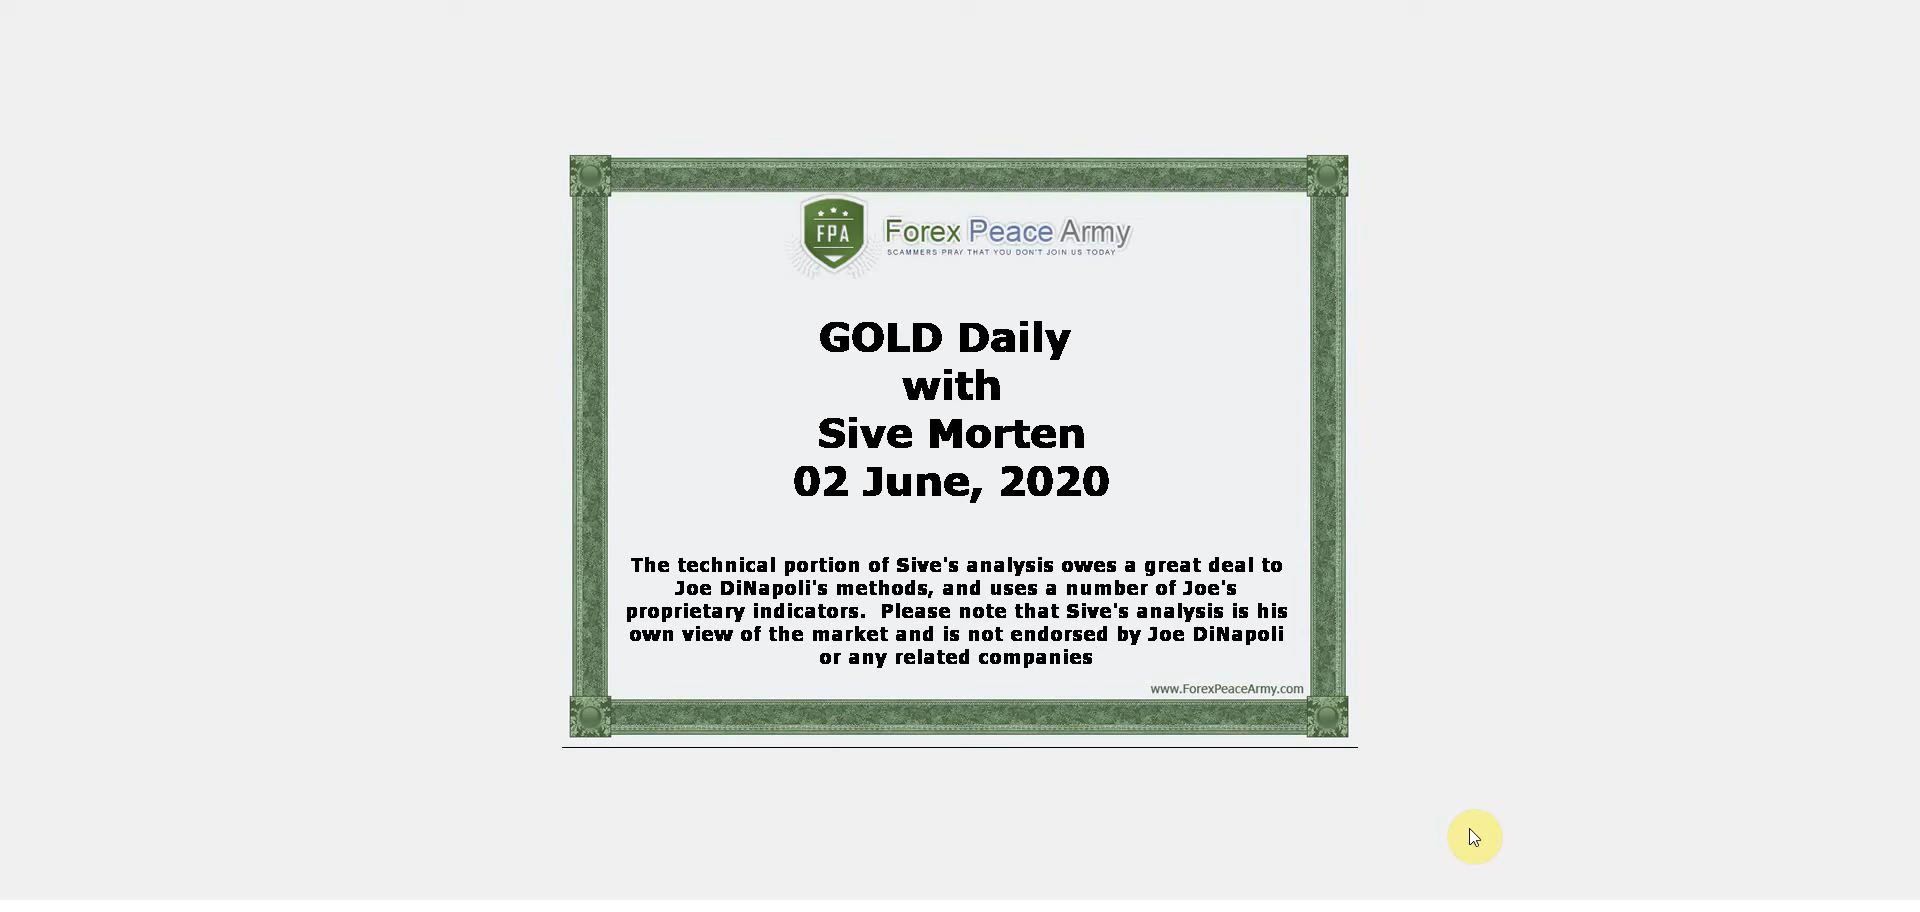 FPA
Forex Peace Army
SCAMMERS PRAY THAT YOU DON'T JOIN US TODAY
GOLD Daily
with
Sive Morten
02 June, 2020
The technical portion of Sive's analysis owes a great deal to
Joe DiNapoli's methods, and uses a number of Joe's
proprietary indicators.  Please note that Sive's analysis is his
own view of the market and is not endorsed by Joe DiNapoli
or any related companies
www.ForexPeaceArmy.com